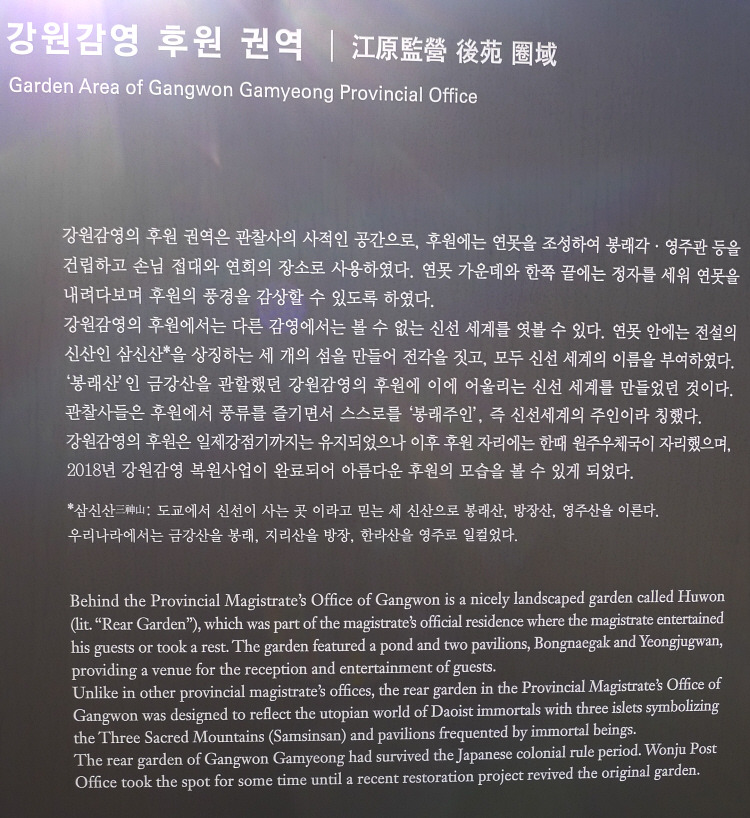 강원감영 후원 권역 | 江原監營 後苑 圈域
Garden Area of Gangwon Gamyeong Provincial Office
강원감영의 후원 권역은 관찰사의 사적인 공간으로, 후원에는 연못을 조성하여 봉래각 · 영주관 등을
건립하고 손님 접대와 연회의 장소로 사용하였다. 연못 가운데와 한쪽 끝에는 정자를 세워 연못을
내려다보며 후원의 풍경을 감상할 수 있도록 하였다.
강원감영의 후원에서는 다른 감영에서는 볼 수 없는 신선 세계를 엿볼 수 있다. 연못 안에는 전설의
신산인 삼신산*을 상징하는 세 개의 섬을 만들어 전각을 짓고, 모두 신선 세계의 이름을 부여하였다.
‘봉래산’인 금강산을 관할했던 강원감영의 후원에 이에 어울리는 신선 세계를 만들었던 것이다.
관찰사들은 후원에서 풍류를 즐기면서 스스로를 ‘봉래주인’, 즉 신선세계의 주인이라 칭했다.
강원감영의 후원은 일제강점기까지는 유지되었으나 이후 후원 자리에는 한때 원주우체국이 자리했으며,
2018년 강원감영 복원사업이 완료되어 아름다운 후원의 모습을 볼 수 있게 되었다.
*삼신산三神山: 도교에서 신선이 사는 곳 이라고 믿는 세 신산으로 봉래산, 방장산, 영주산을 이른다.
우리나라에서는 금강산을 봉래, 지리산을 방장, 한라산을 영주로 일컬었다.
Behind the Provincial Magistrate’s Office of Gangwon is a nicely landscaped garden called Huwon
(lit. “Rear Garden”), which was part of the magistrate’s official residence where the magistrate entertained
his guests or took a rest. The garden featured a pond and two pavilions, Bongnaegak and Yeongjugwan,
providing a venue for the reception and entertainment of guests.
Unlike in other provincial magistrate’s offices, the rear garden in the Provincial Magistrate’s Office of
Gangwon was designed to reflect the utopian world of Daoist immortals with three islets symbolizing
the Three Sacred Mountains (Samsinsan) and pavilions frequented by immortal beings.
The rear garden of Gangwon Gamyeong had survived the Japanese colonial rule period. Wonju Post
Office took the spot for some time until a recent restoration project revived the original garden.